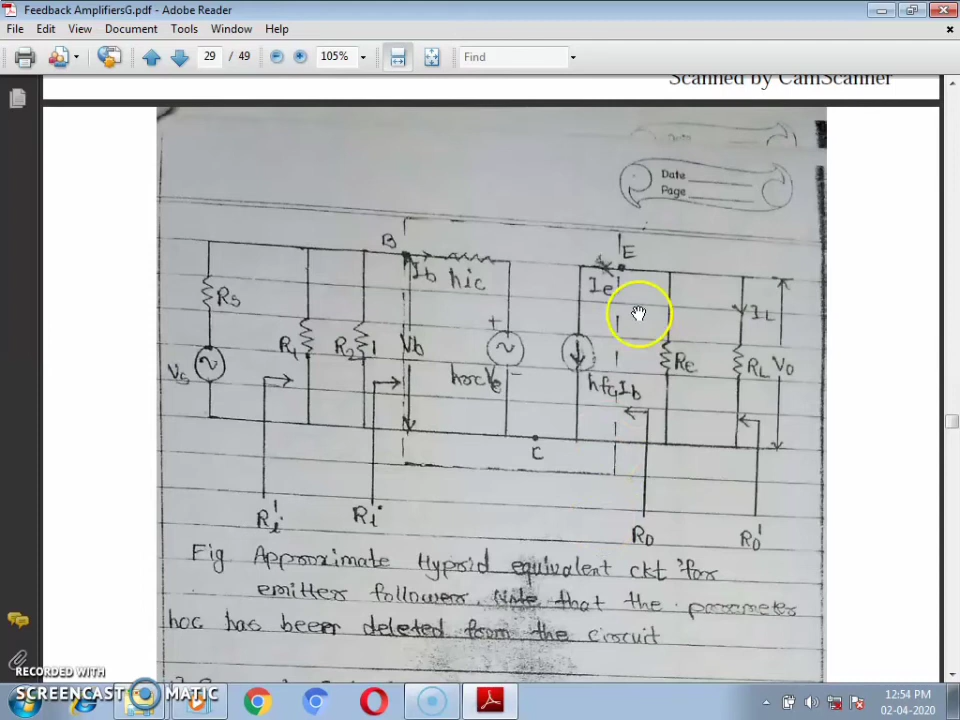 Feedback AmplifiersG.pdf - Adobe Reader
File Edit View Document Tools Window Help
29 / 49 105% Find
Scanned by CamScanner
Date
Page
B E
Ib hic Ie
Rs IL
R1 R2 Vb + RE RL Vo
Vs hrcVe - hfcIb
C
Ri' Ri Ro Ro'
Fig Approximate Hyprid equivalent ckt for
emitter follower. Note that the parameter
hoc has been deleted from the circuit
RECORDED WITH
SCREENCAST MATIC
12:54 PM
02-04-2020